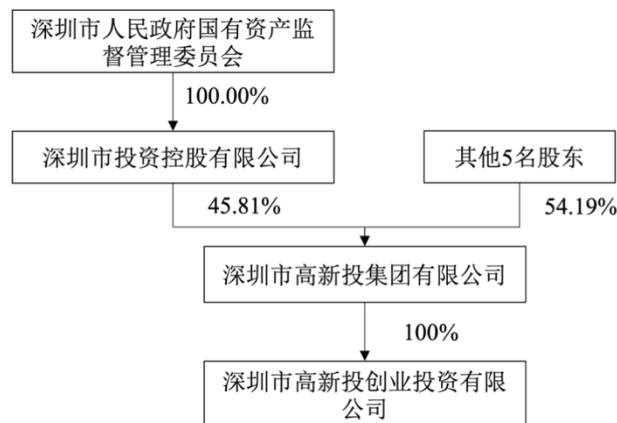 深圳市人民政府国有资产监
督管理委员会
100.00%
深圳市投资控股有限公司
其他5名股东
45.81%
54.19%
深圳市高新投集团有限公司
100%
深圳市高新投创业投资有限
公司